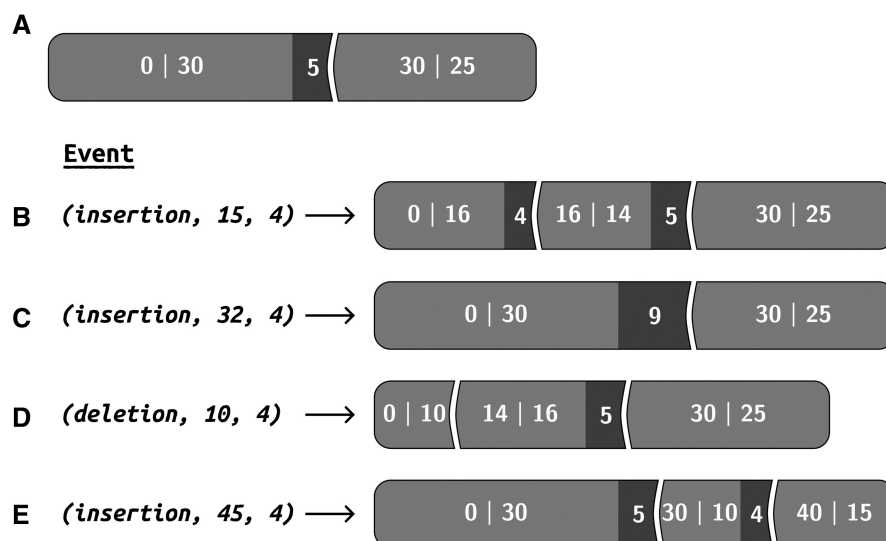 A
0 | 30 5 30 | 25
Event
B (insertion, 15, 4) → 0 | 16 4 16 | 14 5 30 | 25
C (insertion, 32, 4) → 0 | 30 9 30 | 25
D (deletion, 10, 4) → 0 | 10 14 | 16 5 30 | 25
E (insertion, 45, 4) → 0 | 30 5 30 | 10 4 40 | 15